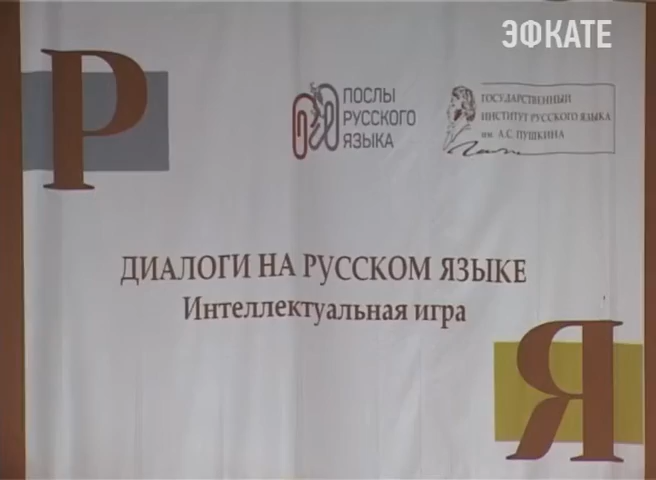 ЭФКАТЕ
Р
ПОСЛЫ
РУССКОГО
ЯЗЫКА
ГОСУДАРСТВЕННЫЙ
ИНСТИТУТ РУССКОГО ЯЗЫКА
им. А.С. ПУШКИНА
ДИАЛОГИ НА РУССКОМ ЯЗЫКЕ
Интеллектуальная игра
Я